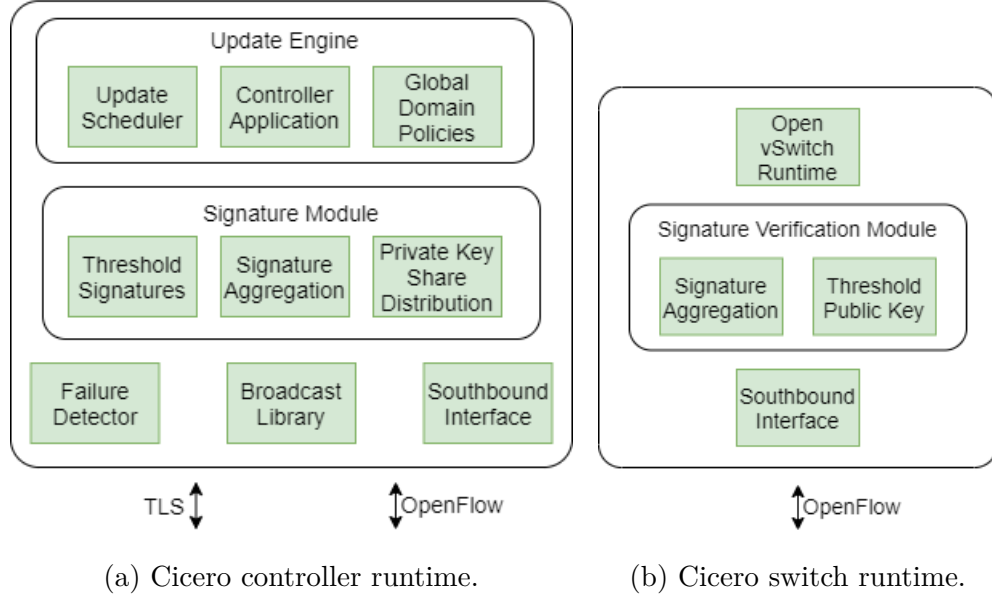 Update Engine
Update
Scheduler
Controller
Application
Global
Domain
Policies
Signature Module
Threshold
Signatures
Signature
Aggregation
Private Key
Share
Distribution
Failure
Detector
Broadcast
Library
Southbound
Interface
TLS
OpenFlow
(a) Cicero controller runtime.
Open
vSwitch
Runtime
Signature Verification Module
Signature
Aggregation
Threshold
Public Key
Southbound
Interface
OpenFlow
(b) Cicero switch runtime.